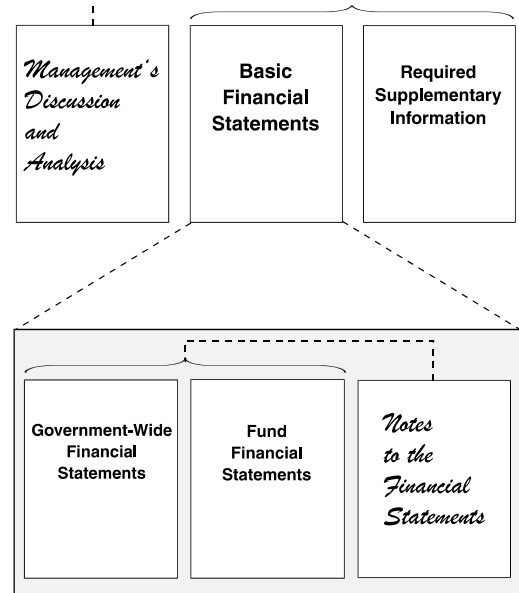 Management's
Discussion
and
Analysis
Basic
Financial
Statements
Required
Supplementary
Information
Government-Wide
Financial
Statements
Fund
Financial
Statements
Notes
to the
Financial
Statements